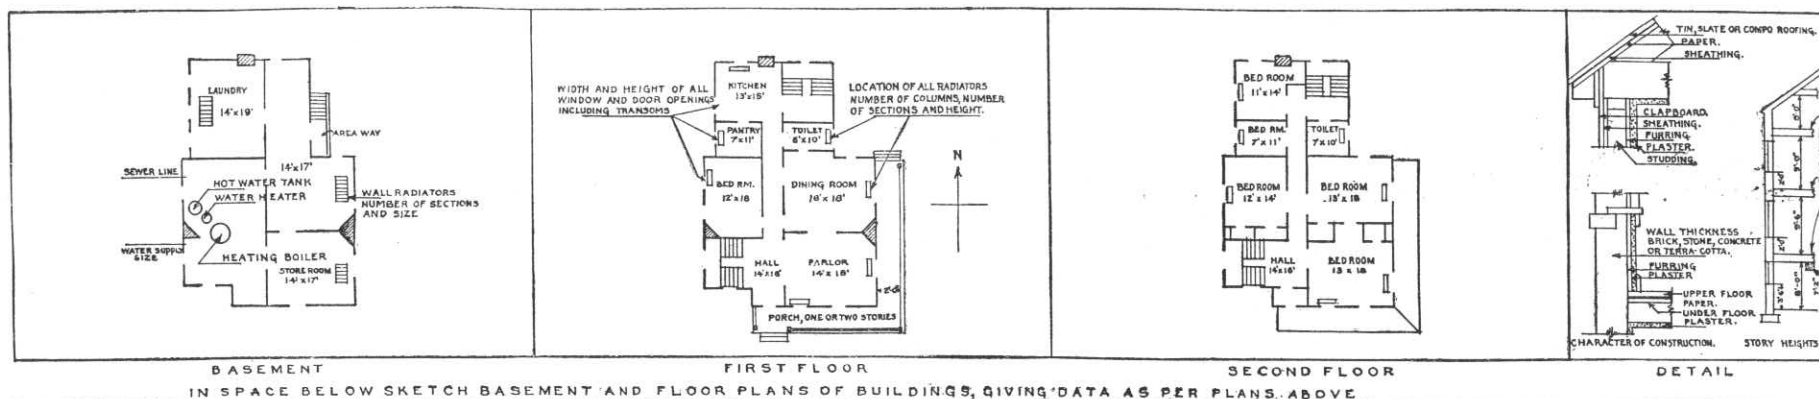 LAUNDRY
14'x19'
AREA WAY
14'x17'
SEWER LINE
HOT WATER TANK
WATER HEATER
WALL RADIATORS
NUMBER OF SECTIONS
AND SIZE
WATER SUPPLY
SIZE
HEATING BOILER
STORE ROOM
14'x17'
BASEMENT
WIDTH AND HEIGHT OF ALL
WINDOW AND DOOR OPENINGS
INCLUDING TRANSOMS
KITCHEN
13'x15'
LOCATION OF ALL RADIATORS
NUMBER OF COLUMNS, NUMBER
OF SECTIONS AND HEIGHT.
PANTRY
7'x11'
TOILET
6'x10'
BED RM.
12'x18
DINING ROOM
N
HALL
14'x16'
PARLOR
14'x18'
PORCH, ONE OR TWO STORIES
FIRST FLOOR
BED ROOM
11'x14'
BED RM.
7'x11'
TOILET
7'x10'
BED ROOM
12'x14'
BED ROOM
13'x18
HALL
14'x16'
BED ROOM
13 x 18
SECOND FLOOR
TIN, SLATE OR COMPO ROOFING.
PAPER.
SHEATHING.
CLAPBOARD.
SHEATHING.
FURRING.
PLASTER.
STUDDING.
WALL THICKNESS
BRICK, STONE, CONCRETE
OR TERRA-COTTA.
FURRING
PLASTER
UPPER FLOOR
PAPER.
UNDER FLOOR
PLASTER.
9'-0"
9'-6"
8'-0"
CHARACTER OF CONSTRUCTION.
STORY HEIGHTS
DETAIL
IN SPACE BELOW SKETCH BASEMENT AND FLOOR PLANS OF BUILDINGS, GIVING DATA AS PER PLANS ABOVE